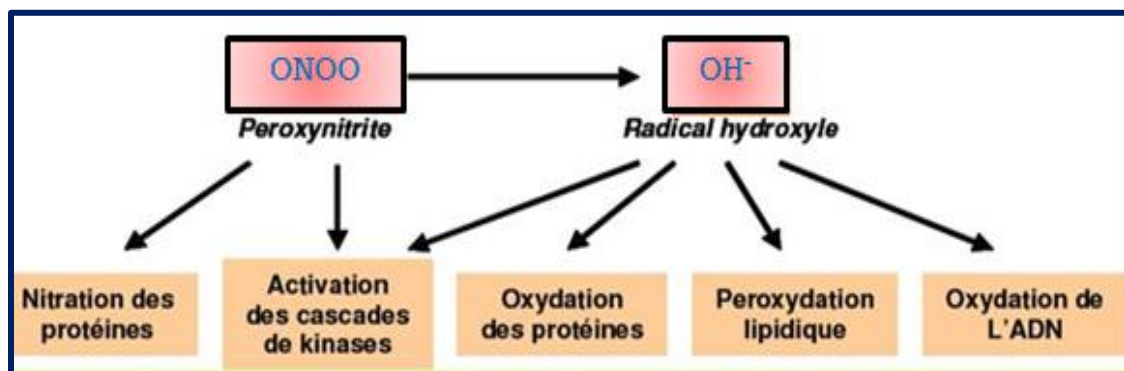 ONOO
OH-
Peroxynitrite
Radical hydroxyle
Nitration des
protéines
Activation
des cascades
de kinases
Oxydation
des protéines
Peroxydation
lipidique
Oxydation de
L'ADN